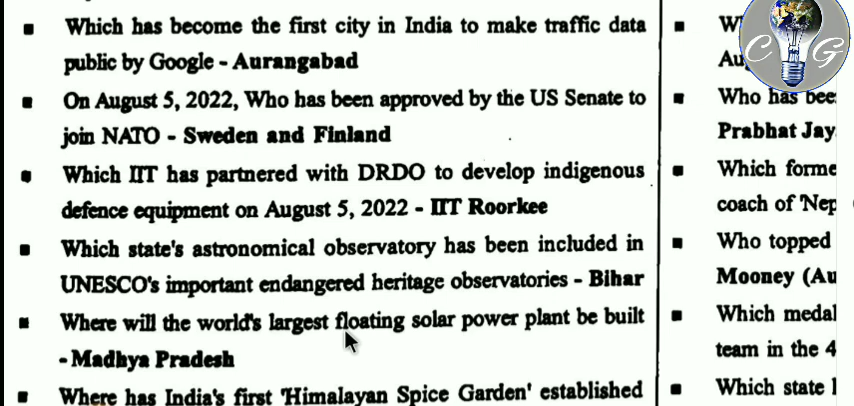 ▪ Which has become the first city in India to make traffic data
public by Google - Aurangabad
▪ On August 5, 2022, Who has been approved by the US Senate to
join NATO - Sweden and Finland
▪ Which IIT has partnered with DRDO to develop indigenous
defence equipment on August 5, 2022 - IIT Roorkee
▪ Which state's astronomical observatory has been included in
UNESCO's important endangered heritage observatories - Bihar
▪ Where will the world's largest floating solar power plant be built
- Madhya Pradesh
▪ Where has India's first 'Himalayan Spice Garden' established
C G
▪
▪ Who has
Prabhat Jay
▪ Which
coach of 'Nep
▪ Who topped
Mooney (Au
▪ Which
team in the 4
▪ Which state